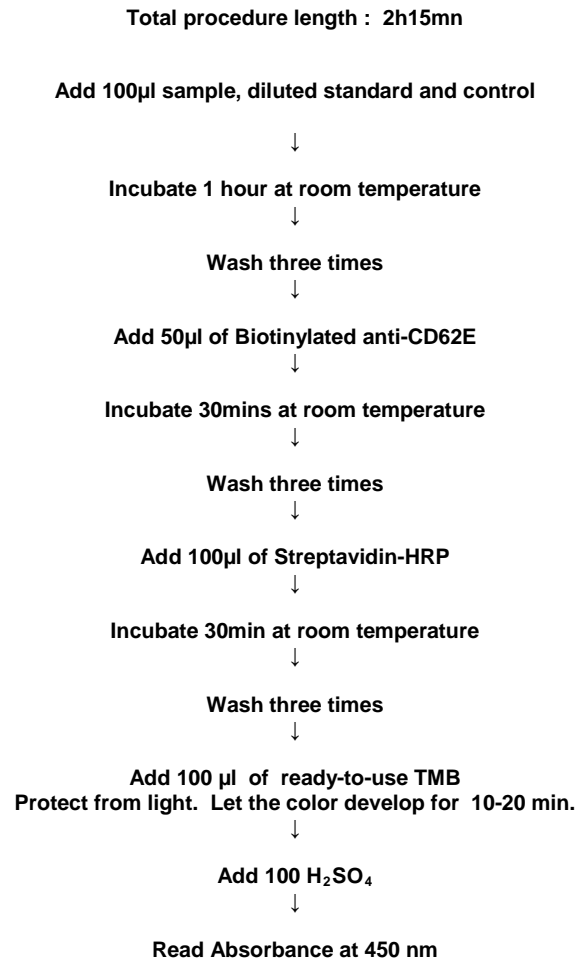 Total procedure length : 2h15mn
Add 100µl sample, diluted standard and control
↓
Incubate 1 hour at room temperature
↓
Wash three times
↓
Add 50µl of Biotinylated anti-CD62E
↓
Incubate 30mins at room temperature
↓
Wash three times
↓
Add 100µl of Streptavidin-HRP
↓
Incubate 30min at room temperature
↓
Wash three times
↓
Add 100 µl of ready-to-use TMB
Protect from light. Let the color develop for 10-20 min.
↓
Add 100 H₂SO₄
↓
Read Absorbance at 450 nm